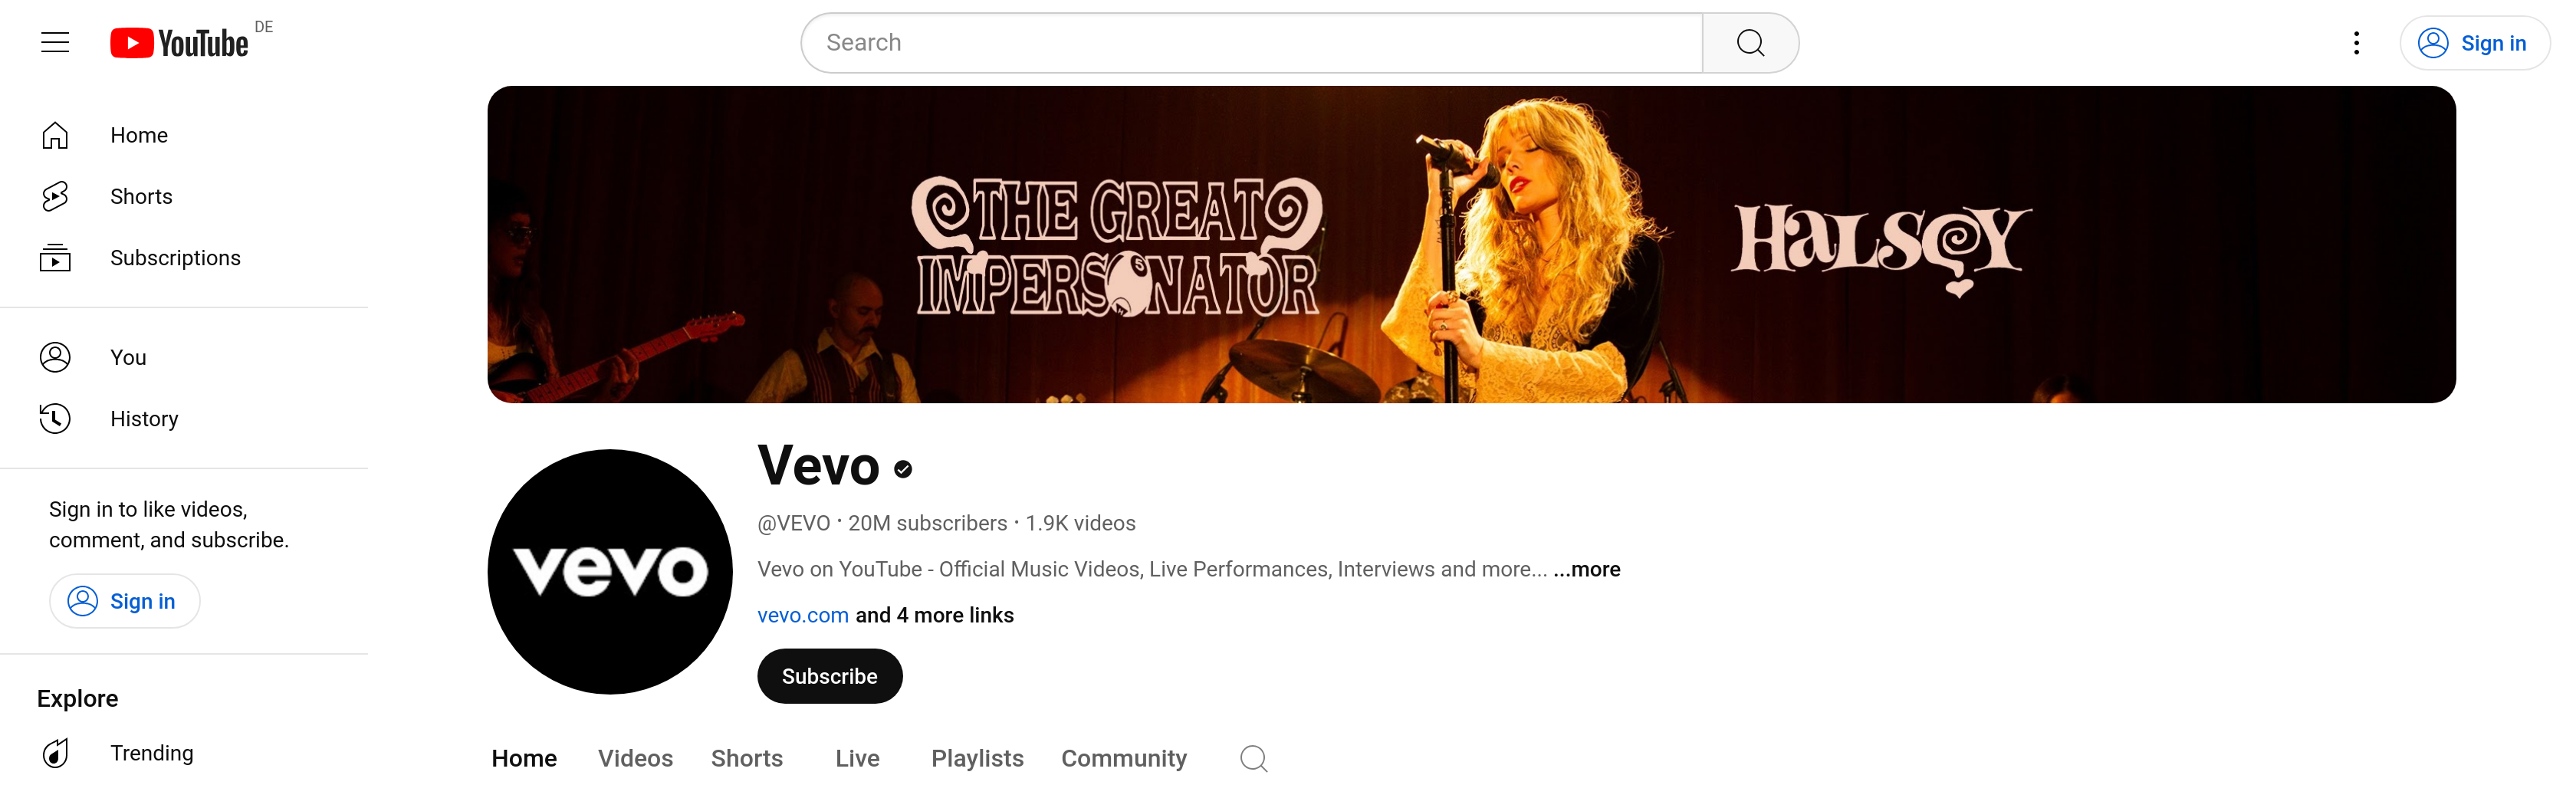 YouTube DE
Search
Sign in
Home
Shorts
Subscriptions
You
History
Sign in to like videos,
comment, and subscribe.
Sign in
Explore
Trending
THE GREAT
IMPERSONATOR
5
HALSEY
vevo
Vevo
@VEVO • 20M subscribers • 1.9K videos
Vevo on YouTube - Official Music Videos, Live Performances, Interviews and more... ...more
vevo.com and 4 more links
Subscribe
Home Videos Shorts Live Playlists Community